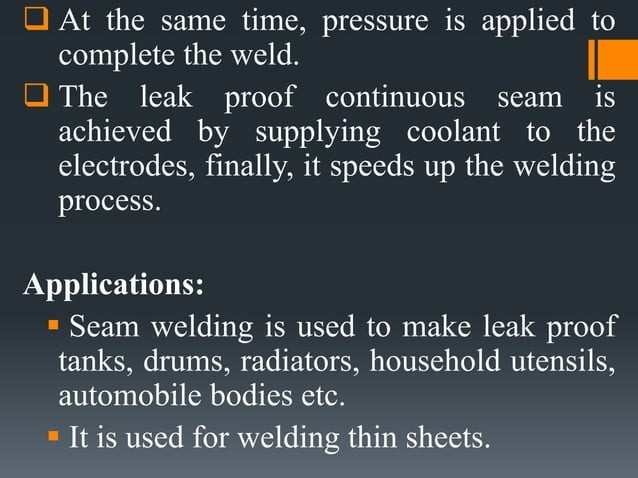 At the same time, pressure is applied to
complete the weld.
The leak proof continuous seam is
achieved by supplying coolant to the
electrodes, finally, it speeds up the welding
process.
Applications:
Seam welding is used to make leak proof
tanks, drums, radiators, household utensils,
automobile bodies etc.
It is used for welding thin sheets.